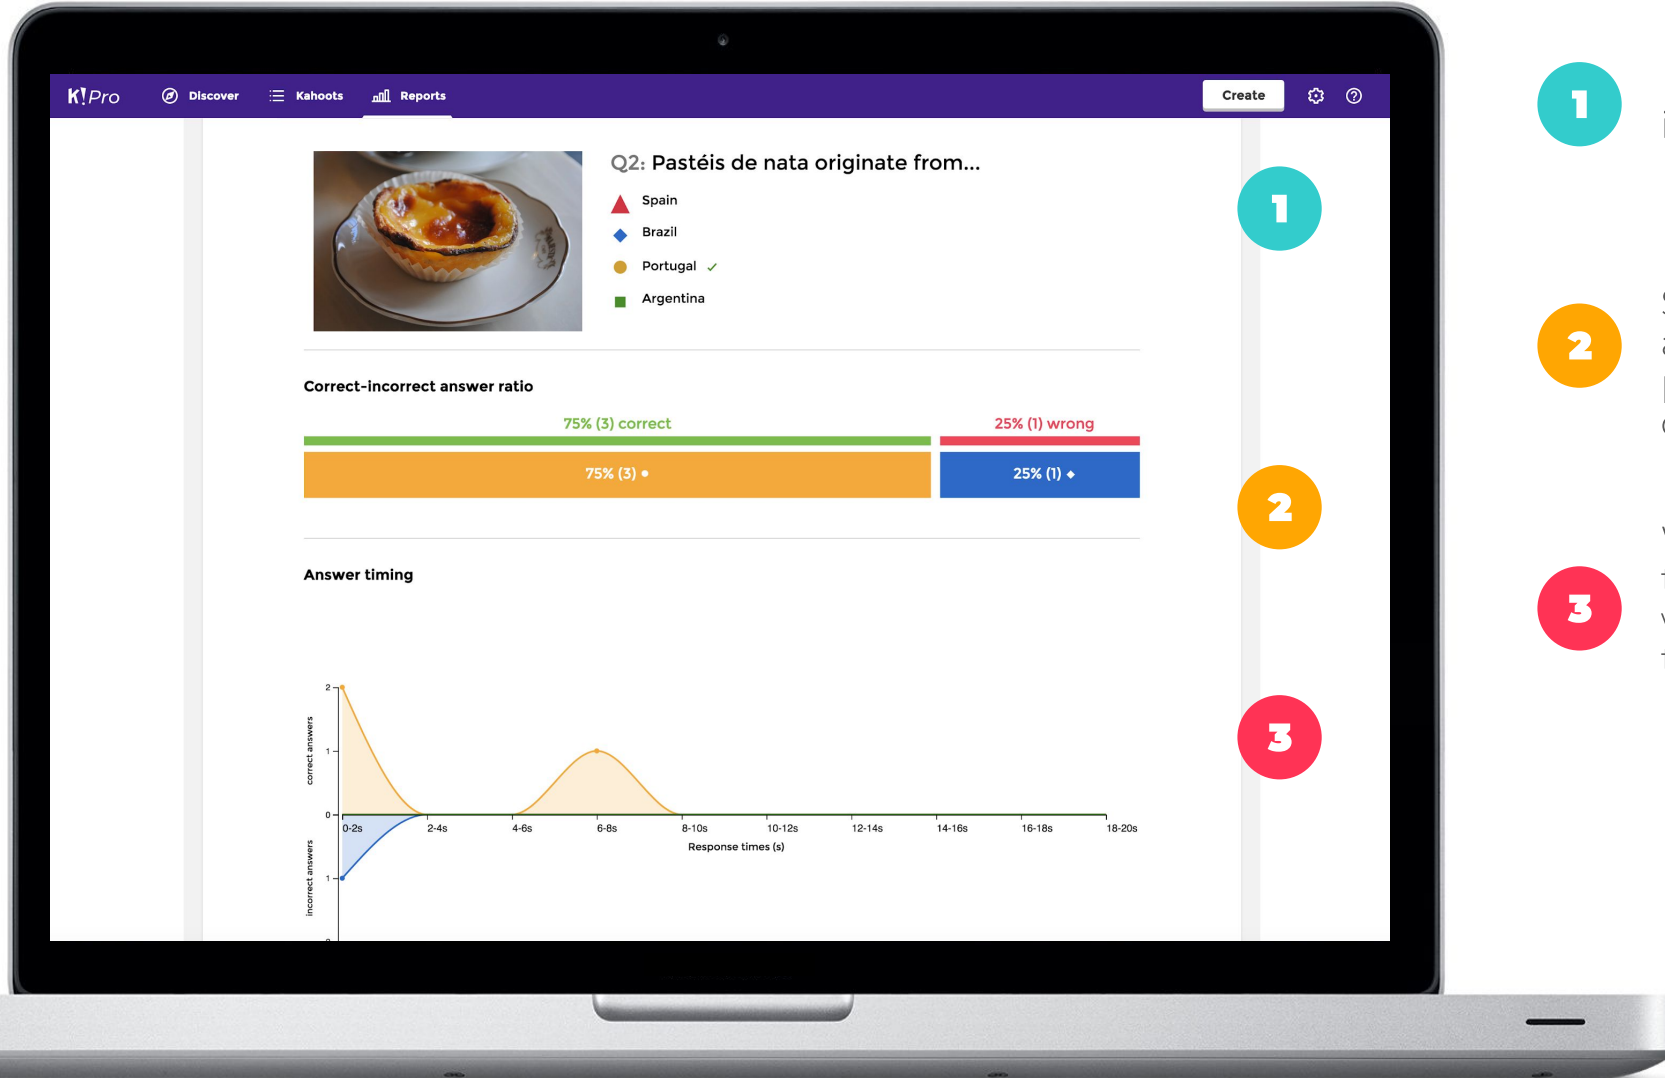 K!Pro Discover Kahoots Reports Create
1
1
Q2: Pastéis de nata originate from...
Spain
Brazil
Portugal
Argentina
2
Correct-incorrect answer ratio
75% (3) correct 25% (1) wrong
75% (3) 25% (1)
2
Answer timing
3
3
2
correct answers
1
0
0-2s 2-4s 4-6s 6-8s 8-10s 10-12s 12-14s 14-16s 16-18s 18-20s
Response times (s)
incorrect answers
1